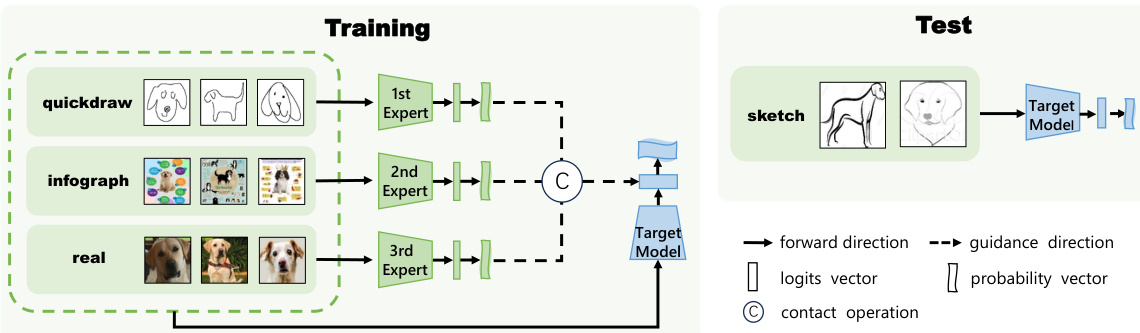 Training
quickdraw
infograph
real
1st
Expert
2nd
Expert
3rd
Expert
C
Target
Model
Test
sketch
Target
Model
forward direction
guidance direction
logits vector
probability vector
C
contact operation